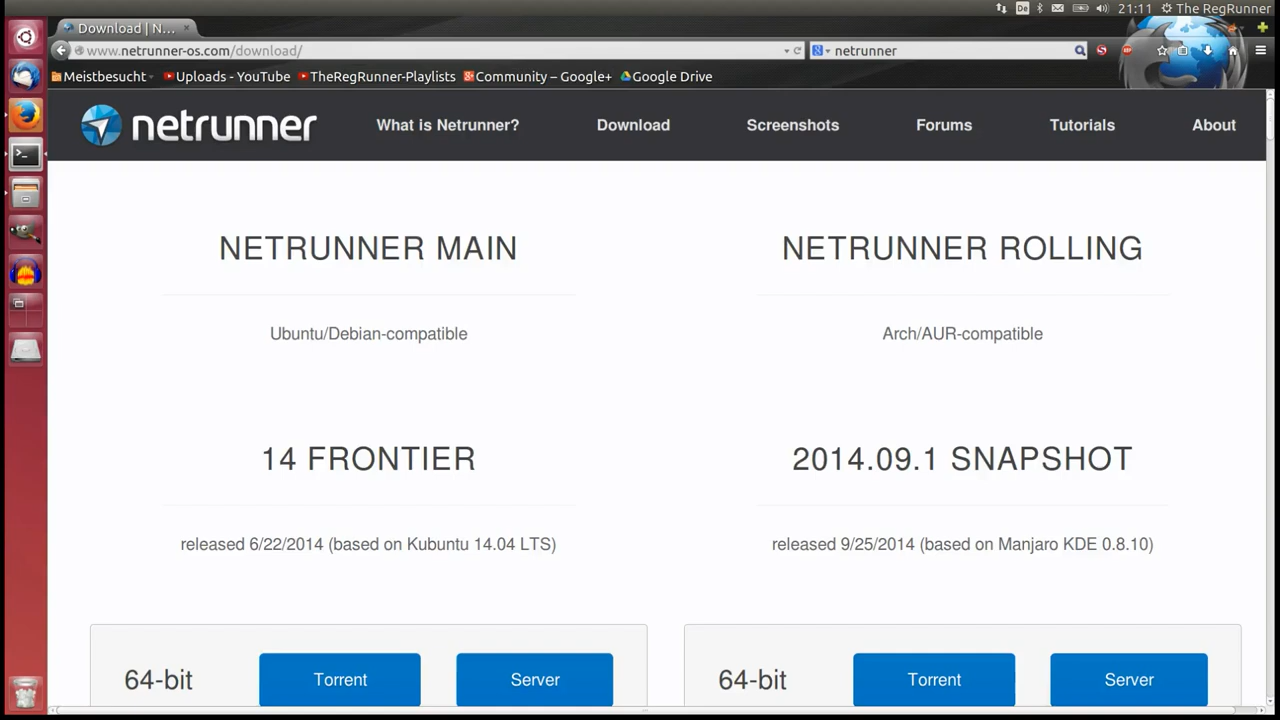 De
21:11
The RegRunner
Download | N...
www.netrunner-os.com/download/
netrunner
Meistbesucht
Uploads - YouTube
TheRegRunner-Playlists
Community – Google+
Google Drive
netrunner
What is Netrunner?
Download
Screenshots
Forums
Tutorials
About
NETRUNNER MAIN
Ubuntu/Debian-compatible
14 FRONTIER
released 6/22/2014 (based on Kubuntu 14.04 LTS)
64-bit
Torrent
Server
NETRUNNER ROLLING
Arch/AUR-compatible
2014.09.1 SNAPSHOT
released 9/25/2014 (based on Manjaro KDE 0.8.10)
64-bit
Torrent
Server